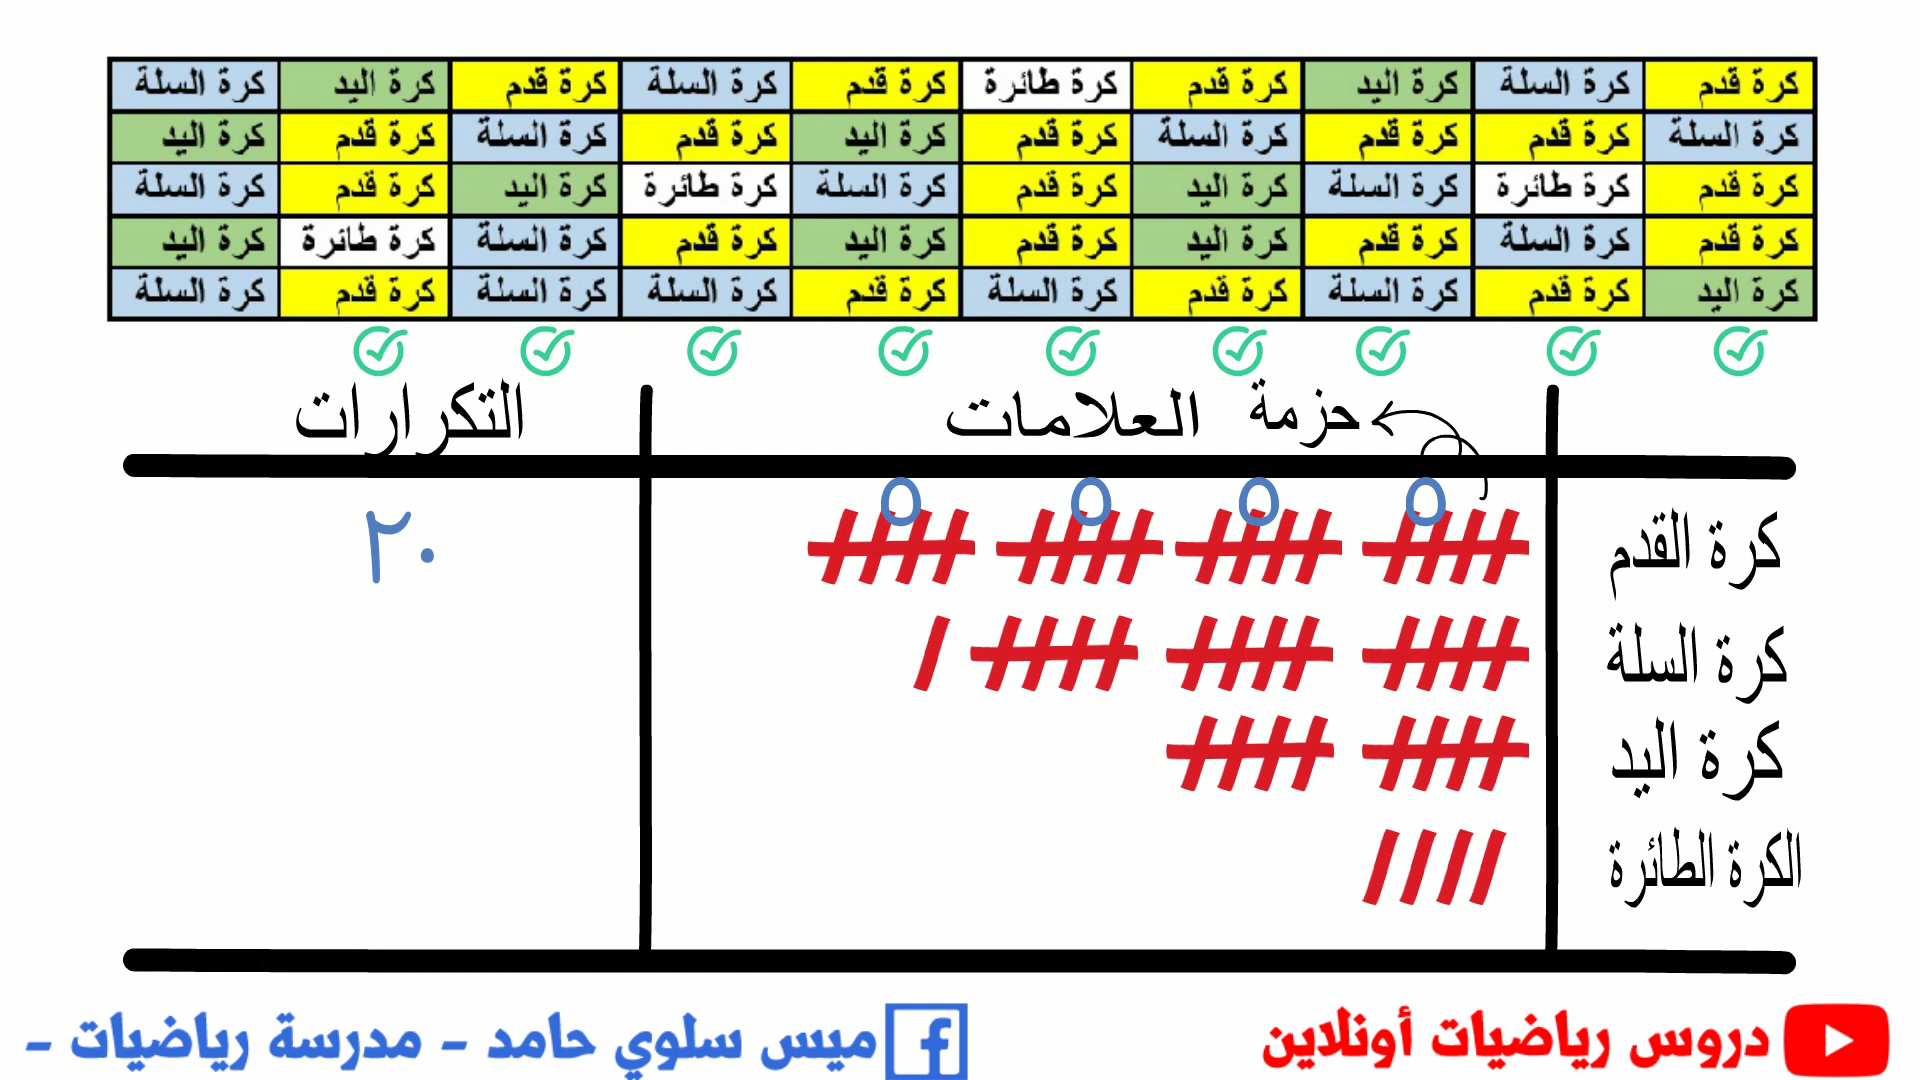 كرة قدم كرة السلة كرة اليد كرة قدم كرة طائرة كرة قدم كرة السلة كرة قدم كرة اليد كرة السلة
كرة السلة كرة قدم كرة قدم كرة السلة كرة قدم كرة اليد كرة قدم كرة السلة كرة قدم كرة اليد
كرة قدم كرة طائرة كرة السلة كرة اليد كرة قدم كرة السلة كرة طائرة كرة اليد كرة قدم كرة السلة
كرة قدم كرة السلة كرة قدم كرة اليد كرة قدم كرة اليد كرة قدم كرة السلة كرة طائرة كرة اليد
كرة اليد كرة قدم كرة السلة كرة قدم كرة السلة كرة قدم كرة السلة كرة السلة كرة قدم كرة السلة
حزمة العلامات التكرارات
٥ ٥ ٥ ٥
كرة القدم ٢٠
كرة السلة
كرة اليد
الكرة الطائرة
دروس رياضيات أونلاين ميس سلوي حامد - مدرسة رياضيات -